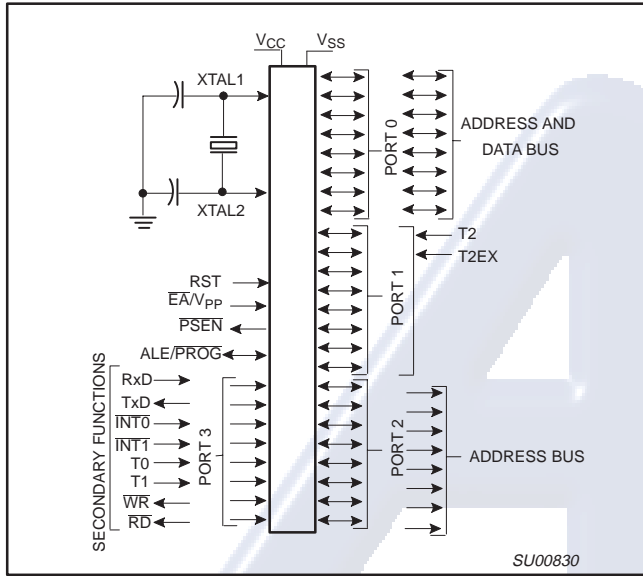 VCC VSS
XTAL1
XTAL2
PORT 0
ADDRESS AND
DATA BUS
T2
T2EX
PORT 1
RST
EA/VPP
PSEN
ALE/PROG
SECONDARY FUNCTIONS
RxD
TxD
INT0
INT1
T0
T1
WR
RD
PORT 3
PORT 2
ADDRESS BUS
SU00830